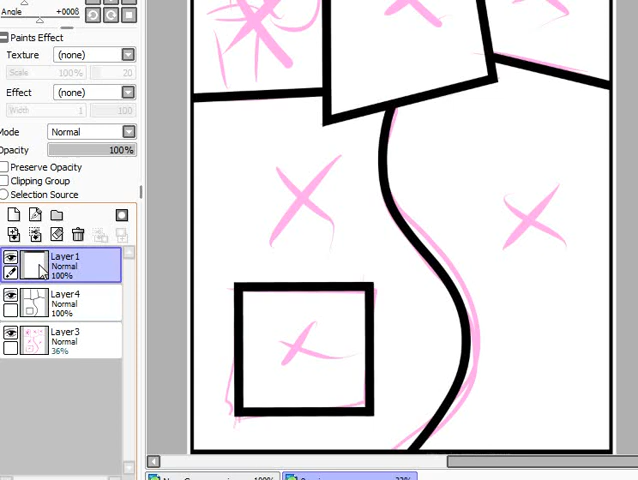 Angle +000ß
Paints Effect
Texture (none)
Scale 100% 20
Effect (none)
Width 1 100
Mode Normal
Opacity 100%
Preserve Opacity
Clipping Group
Selection Source
Layer1
Normal
100%
Layer4
Normal
100%
Layer3
Normal
36%
100%